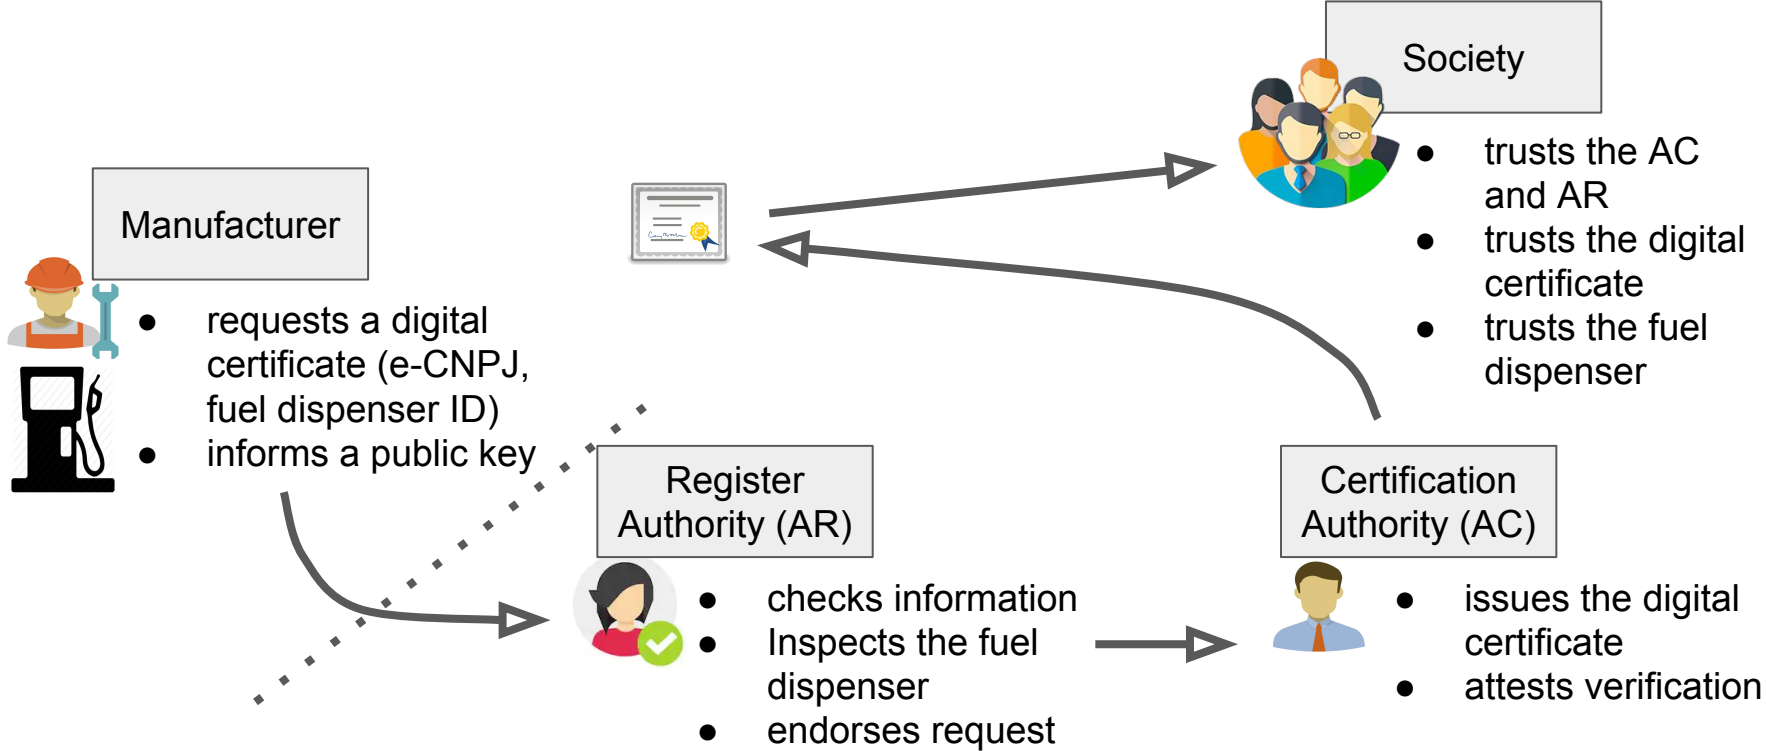 Society
● trusts the AC
and AR
● trusts the digital
certificate
● trusts the fuel
dispenser
Manufacturer
● requests a digital
certificate (e-CNPJ,
fuel dispenser ID)
● informs a public key
Register
Authority (AR)
● checks information
● Inspects the fuel
dispenser
● endorses request
Certification
Authority (AC)
● issues the digital
certificate
● attests verification